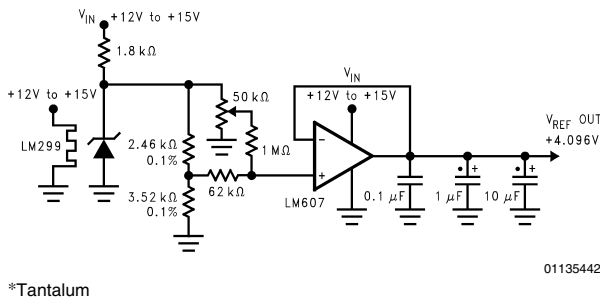 VIN +12V to +15V
1.8 kΩ
+12V to +15V
LM299
2.46 kΩ
0.1%
3.52 kΩ
0.1%
50 kΩ
1 MΩ
62 kΩ
VIN
+12V to +15V
−
+
LM607
VREF OUT
+4.096V
0.1 μF
1 μF
+
10 μF
+
01135442
*Tantalum